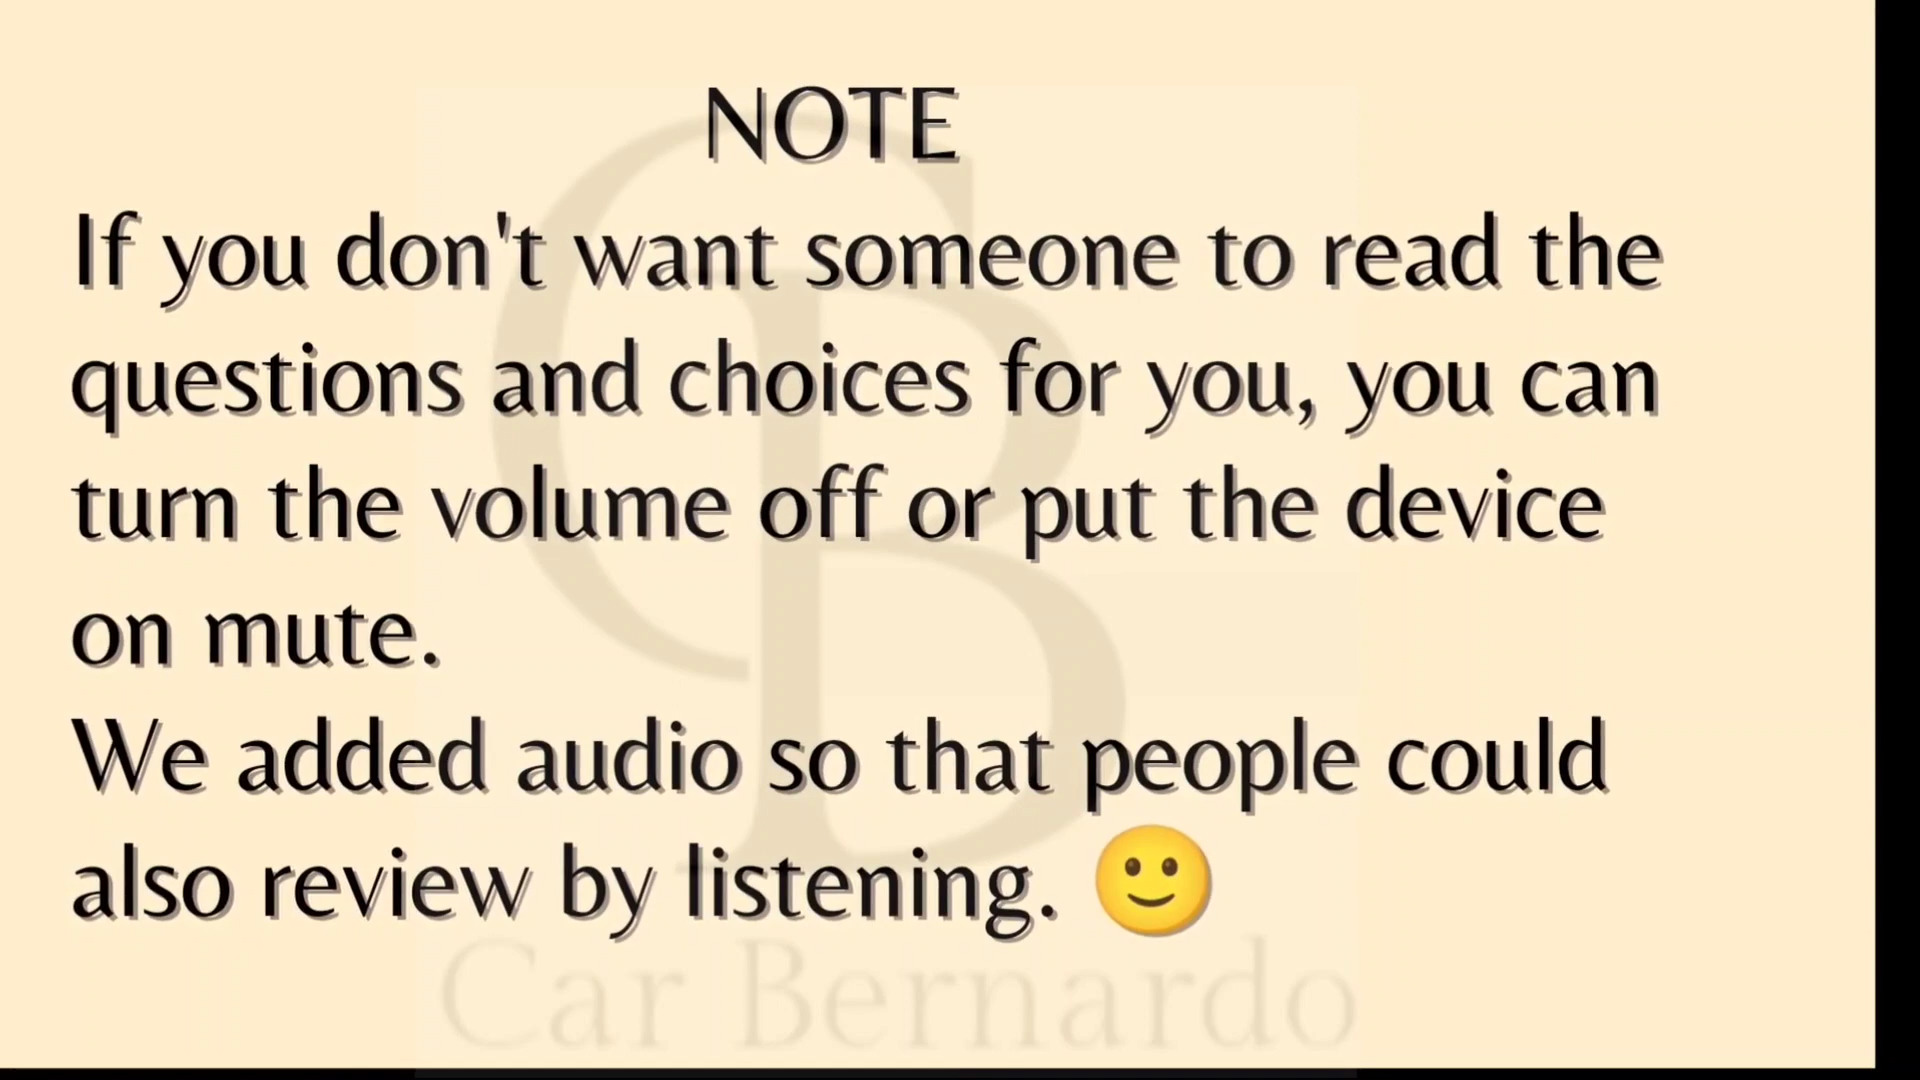 NOTE
If you don't want someone to read the
questions and choices for you, you can
turn the volume off or put the device
on mute.
We added audio so that people could
also review by listening. 🙂
Car Bernardo